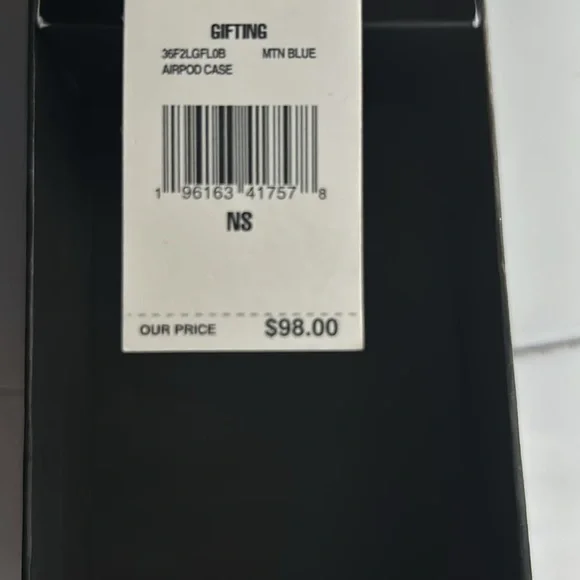 GIFTING
36F2LGFL0B MTN BLUE
AIRPOD CASE
1 96163 41757 8
NS
OUR PRICE $98.00